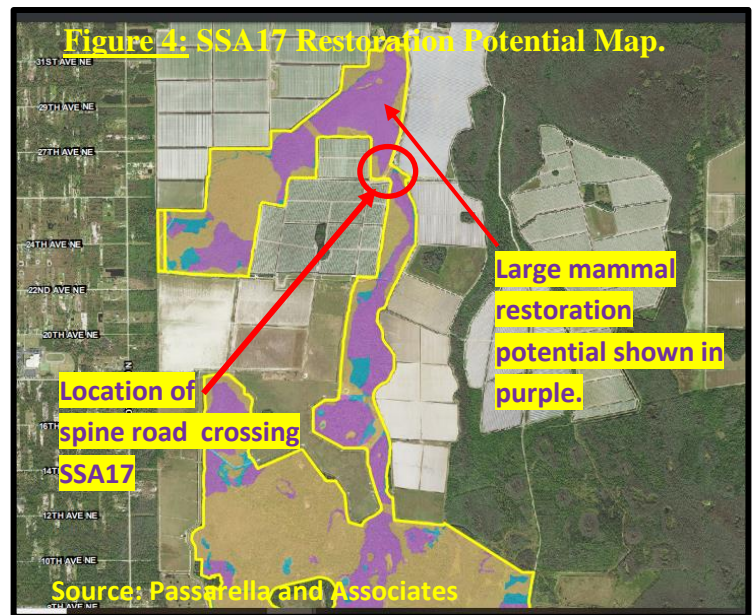 Figure 4: SSA17 Restoration Potential Map.
31ST AVE NE
29TH AVE NE
27TH AVE NE
24TH AVE NE
22ND AVE NE
20TH AVE NE
Large mammal
restoration
potential shown in
purple.
Location of
spine road crossing
SSA17
12TH AVE NE
10TH AVE NE
Source: Passarella and Associates